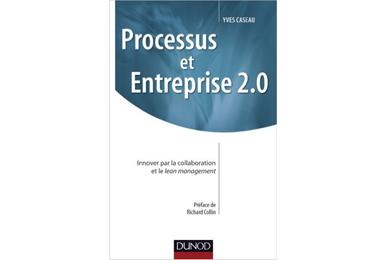 YVES CASEAU
Processus
et
Entreprise 2.0
Innover par la collaboration
et le lean management
Préface de
Richard Collin
DUNOD